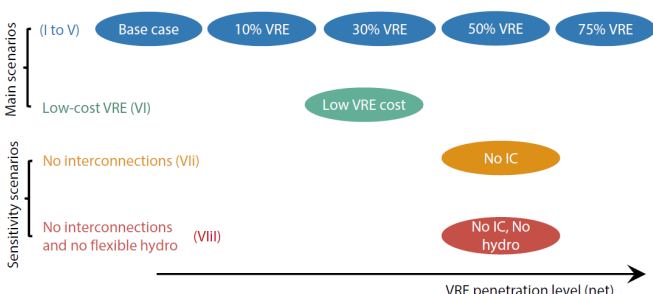 Main scenarios
(I to V)
Base case
10% VRE
30% VRE
50% VRE
75% VRE
Low-cost VRE (VI)
Low VRE cost
Sensitivity scenarios
No interconnections (VIi)
No IC
No interconnections
and no flexible hydro
(VIiI)
No IC, No
hydro
VRE penetration level (net)